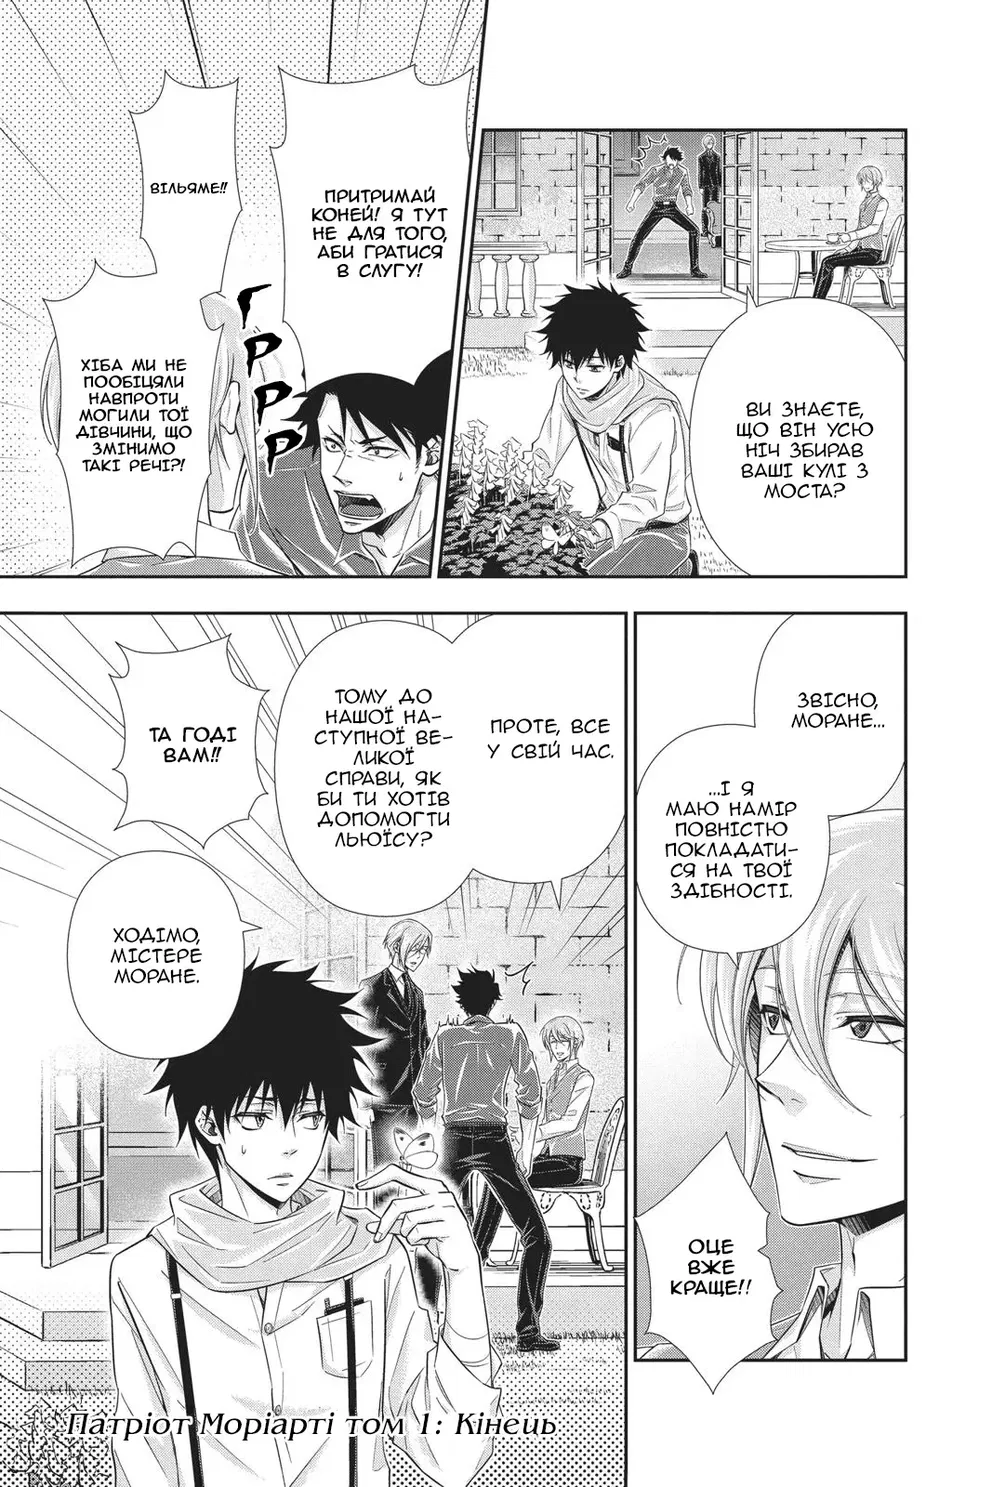 ВИ ЗНАЄТЕ,
ЩО ВІН УСЮ
НІЧ ЗБИРАВ
ВАШІ КУЛІ З
МОСТА?
ПРИТРИМАЙ
КОНЕЙ! Я ТУТ
НЕ ДЛЯ ТОГО,
АБИ ГРАТИСЯ
В СЛУГУ!
ВІЛЬЯМЕ!!
ГРРР
ХІБА МИ НЕ
ПООБІЦЯЛИ
НАВПРОТИ
МОГИЛИ ТОЇ
ДІВЧИНИ, ЩО
ЗМІНИМО
ТАКІ РЕЧІ?!
ЗВІСНО,
МОРАНЕ...
...І Я
МАЮ НАМІР
ПОВНІСТЮ
ПОКЛАДАТИ-
СЯ НА ТВОЇ
ЗДІБНОСТІ.
ОЦЕ
ВЖЕ
КРАЩЕ!!
ПРОТЕ, ВСЕ
У СВІЙ ЧАС.
ТОМУ ДО
НАШОЇ НА-
СТУПНОЇ ВЕ-
ЛИКОЇ
СПРАВИ, ЯК
БИ ТИ ХОТІВ
ДОПОМОГТИ
ЛЬЮЇСУ?
ТА ГОДІ
ВАМ!!
ХОДІМО,
МІСТЕРЕ
МОРАНЕ.
Патріот Моріарті том 1: Кінець